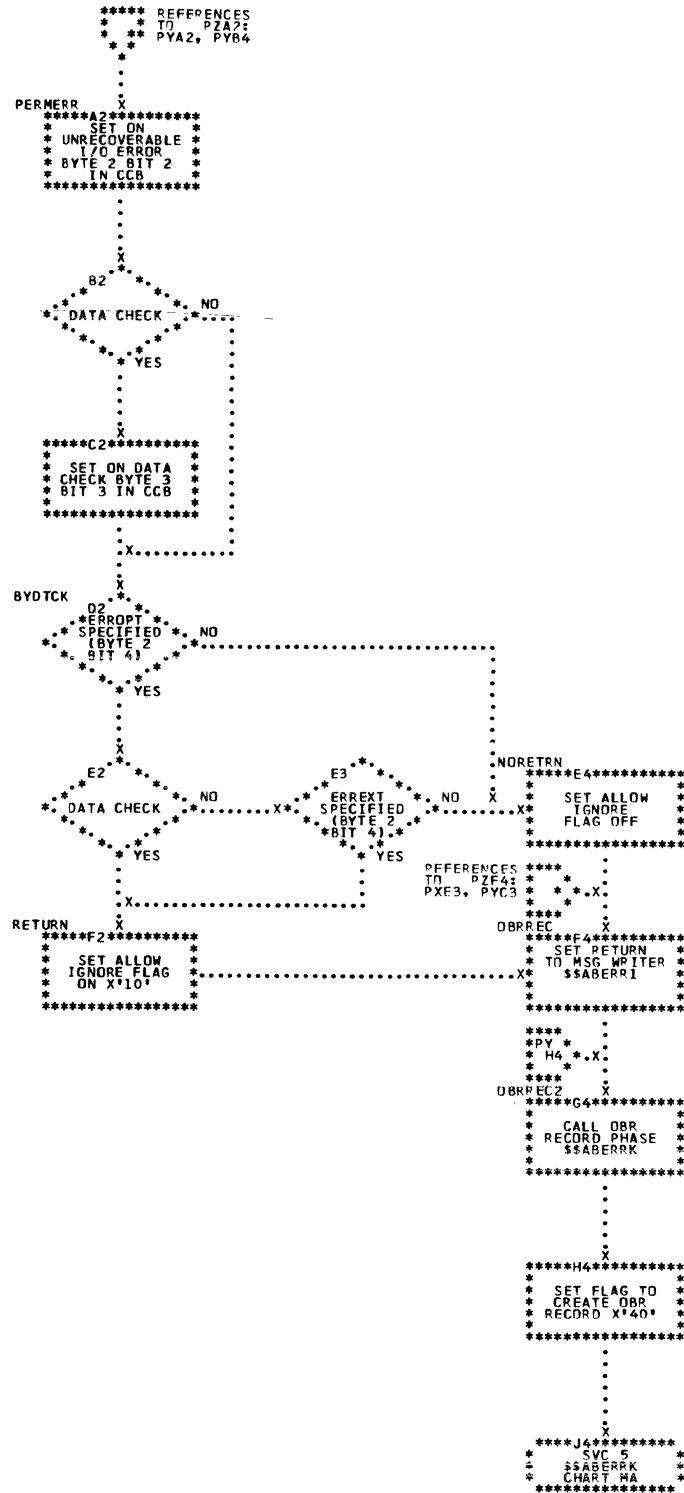 REFERENCES
TO PZA2:
PYA2, PYB4
PERMERR
A2
SET ON
UNRECOVERABLE
I/O ERROR
BYTE 2 BIT 2
IN CCB
B2
DATA CHECK
NO
YES
C2
SET ON DATA
CHECK BYTE 3
BIT 3 IN CCB
BYDTCK
D2
ERROPT
SPECIFIED
(BYTE 2
BIT 4)
NO
YES
E2
DATA CHECK
NO
YES
E3
ERREXT
SPECIFIED
(BYTE 2
BIT 4)
NO
YES
NORETRN
E4
SET ALLOW
IGNORE
FLAG OFF
REFERENCES
TO PZF4:
PXE3, PYC3
RETURN
F2
SET ALLOW
IGNORE FLAG
ON X'10'
OBRREC
F4
SET RETURN
TO MSG WRITER
$$ABERR1
PY
H4
OBRREC2
G4
CALL OBR
RECORD PHASE
$$ABERRK
H4
SET FLAG TO
CREATE OBR
RECORD X'40'
J4
SVC 5
$$ABERRK
CHART MA